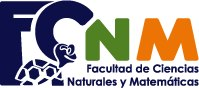 FCNM
Facultad de Ciencias
Naturales y Matemáticas